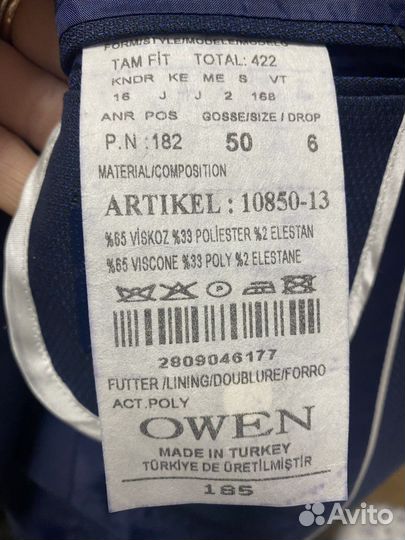 FORM/STYLE/MODELE/MODELO
TAM FİT TOTAL: 422
KNDR KE ME S VT
16 J J 2 168
ANR POS GOSSE/SIZE / DROP
P.N :182 50 6
MATERIAL/COMPOSITION
ARTIKEL : 10850-13
%65 VİSKOZ %33 POLİESTER %2 ELESTAN
%65 VISCONE %33 POLY %2 ELESTANE
2809046177
FUTTER /LINING/DOUBLURE/FORRO
ACT.POLY
OWEN
MADE IN TURKEY
TÜRKİYE DE ÜRETİLMİŞTİR
185
Avito